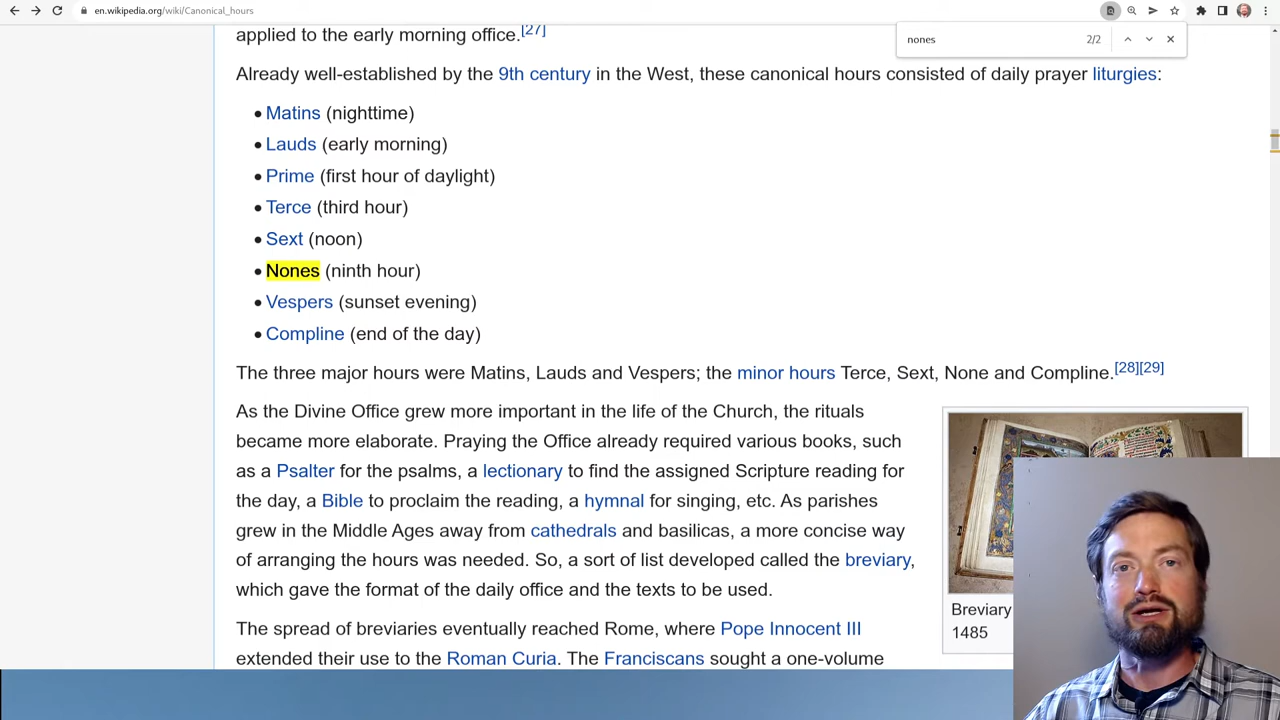 en.wikipedia.org/wiki/Canonical_hours
nones 2/2
applied to the early morning office.[27]
Already well-established by the 9th century in the West, these canonical hours consisted of daily prayer liturgies:
• Matins (nighttime)
• Lauds (early morning)
• Prime (first hour of daylight)
• Terce (third hour)
• Sext (noon)
• Nones (ninth hour)
• Vespers (sunset evening)
• Compline (end of the day)
The three major hours were Matins, Lauds and Vespers; the minor hours Terce, Sext, None and Compline.[28][29]
As the Divine Office grew more important in the life of the Church, the rituals
became more elaborate. Praying the Office already required various books, such
as a Psalter for the psalms, a lectionary to find the assigned Scripture reading for
the day, a Bible to proclaim the reading, a hymnal for singing, etc. As parishes
grew in the Middle Ages away from cathedrals and basilicas, a more concise way
of arranging the hours was needed. So, a sort of list developed called the breviary,
which gave the format of the daily office and the texts to be used.
Breviary
1485
The spread of breviaries eventually reached Rome, where Pope Innocent III
extended their use to the Roman Curia. The Franciscans sought a one-volume